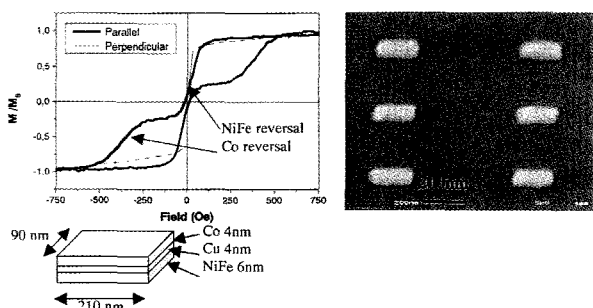 1,0
0,5
0,0
-0,5
-1,0
M /Ms
Parallel
Perpendicular
NiFe reversal
Co reversal
-750 -500 -250 0 250 500 750
Field (Oe)
90 nm
210 nm
Co 4nm
Cu 4nm
NiFe 6nm